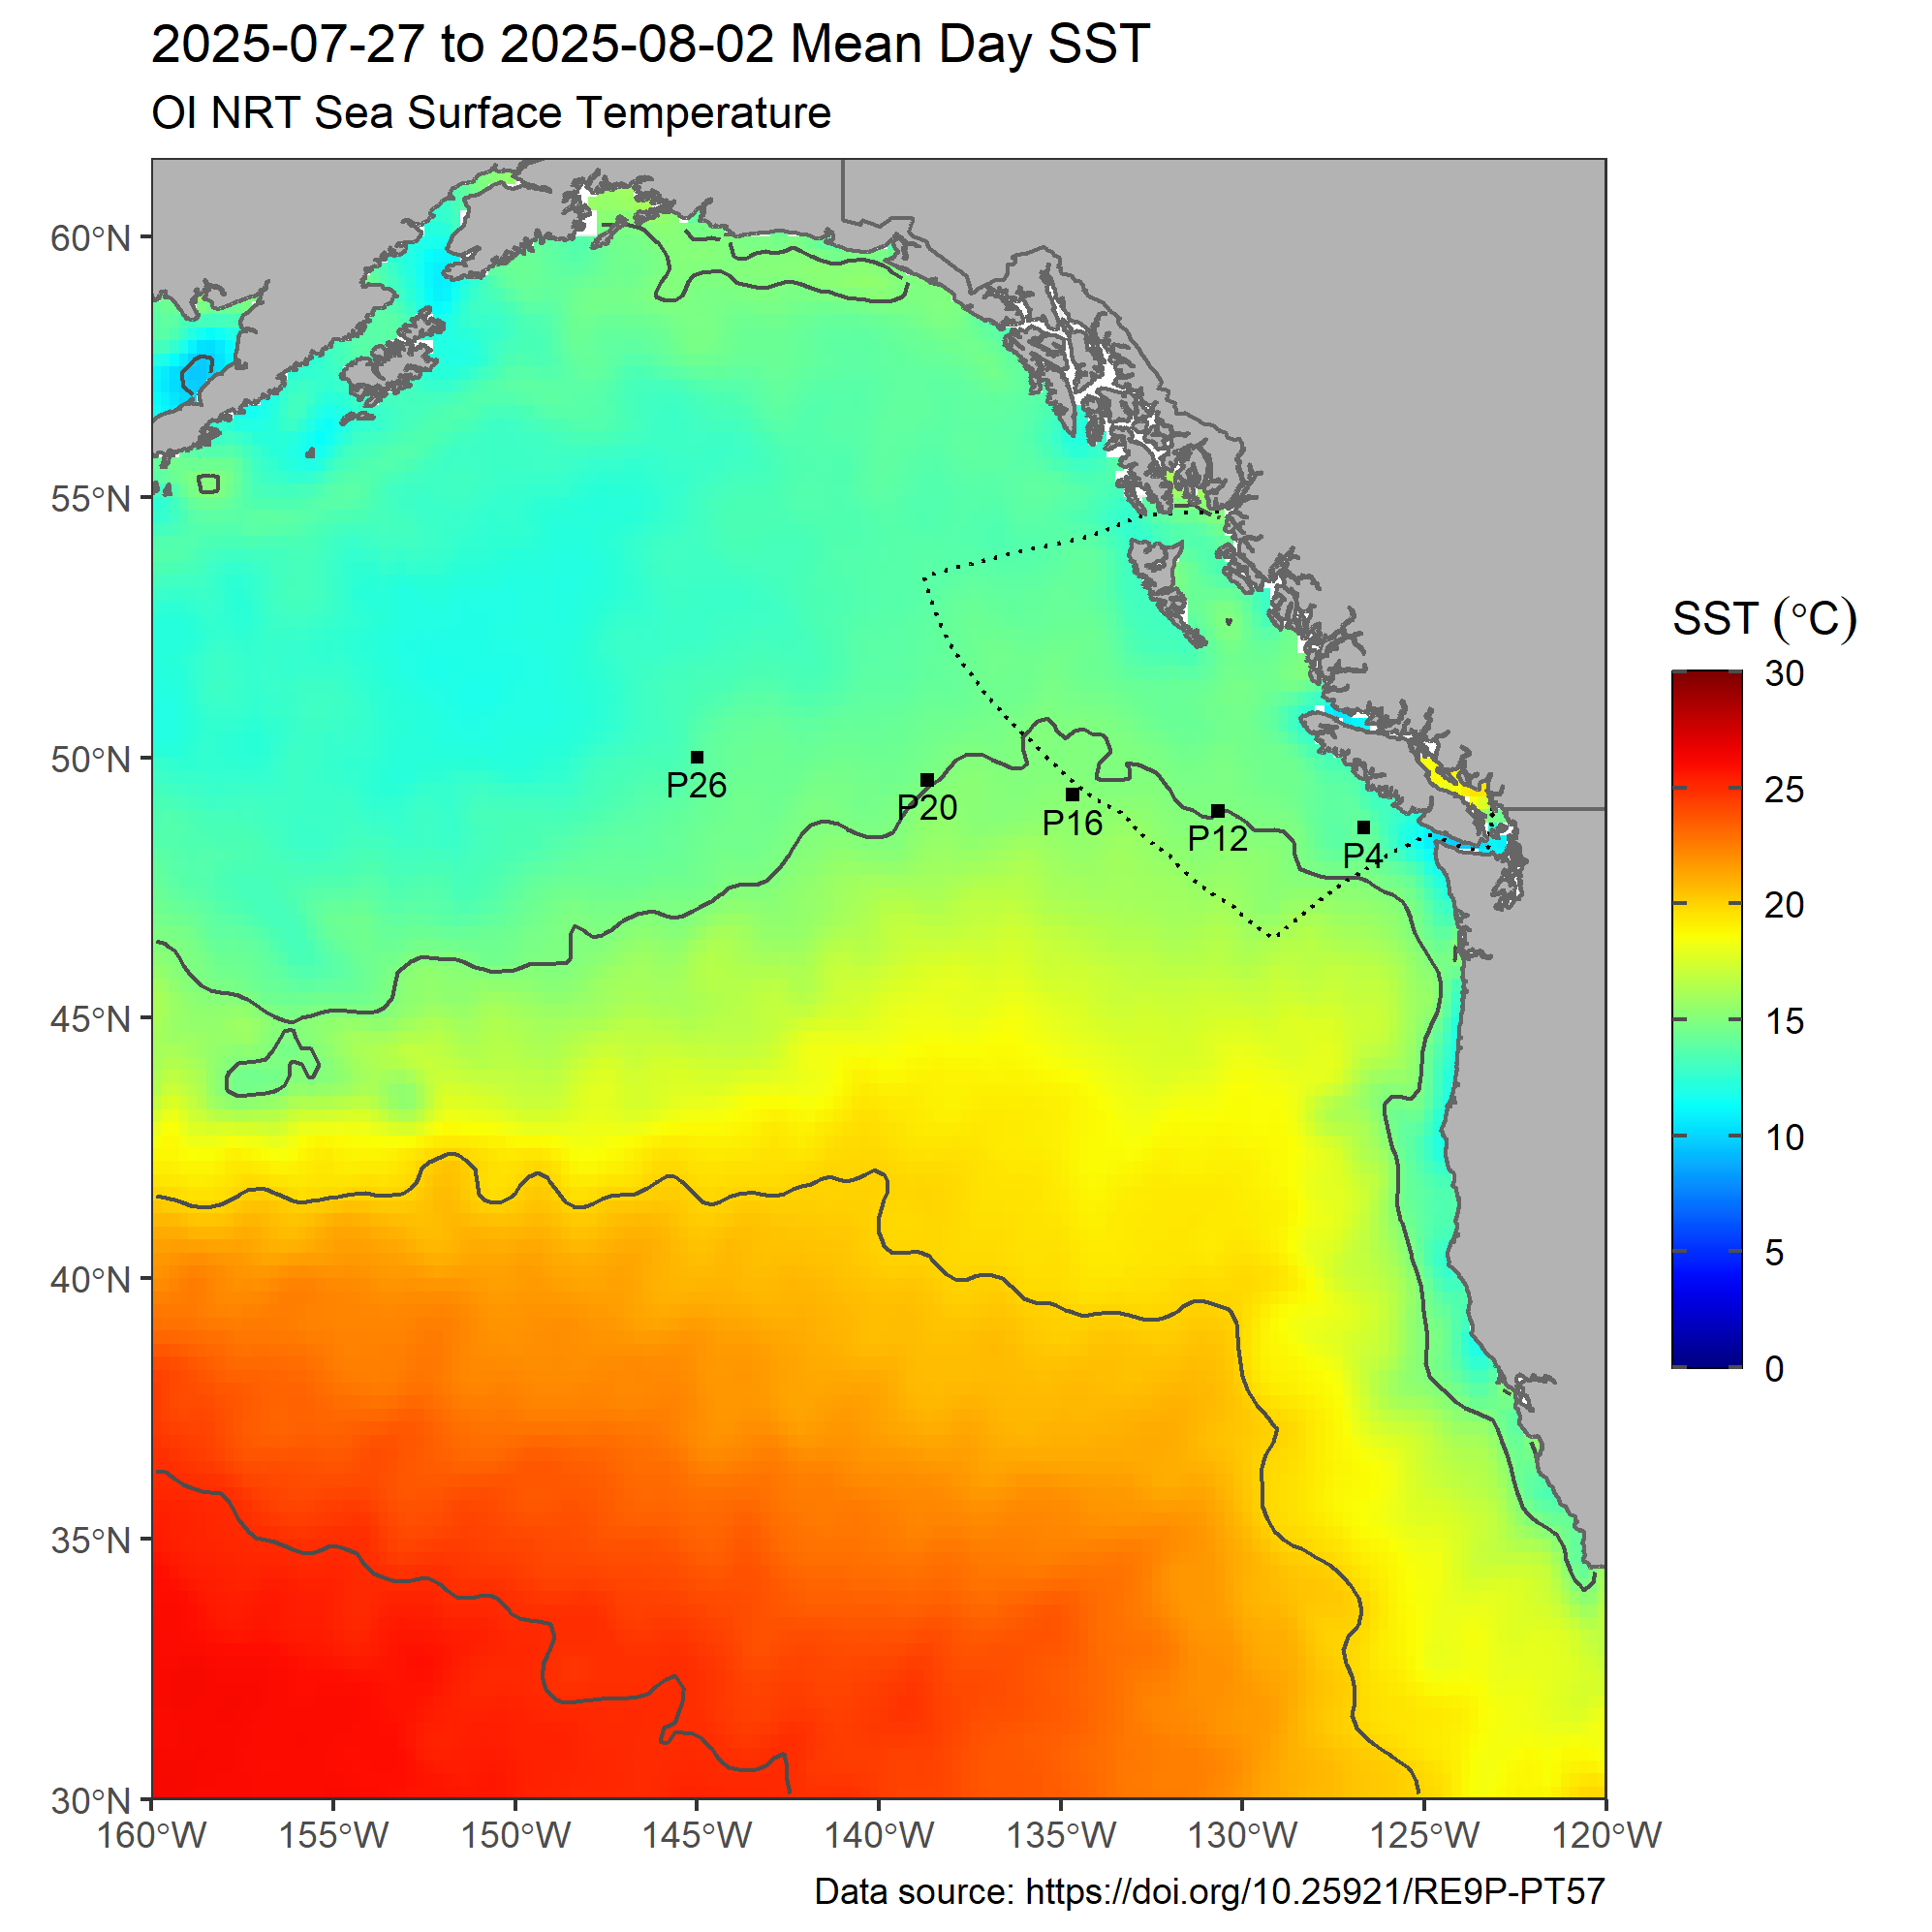 2025-07-27 to 2025-08-02 Mean Day SST
OI NRT Sea Surface Temperature
60°N
55°N
50°N
45°N
40°N
35°N
30°N
P26
P20
P16
P12
P4
160°W
155°W
150°W
145°W
140°W
135°W
130°W
125°W
120°W
SST (°C)
30
25
20
15
10
5
0
Data source: https://doi.org/10.25921/RE9P-PT57